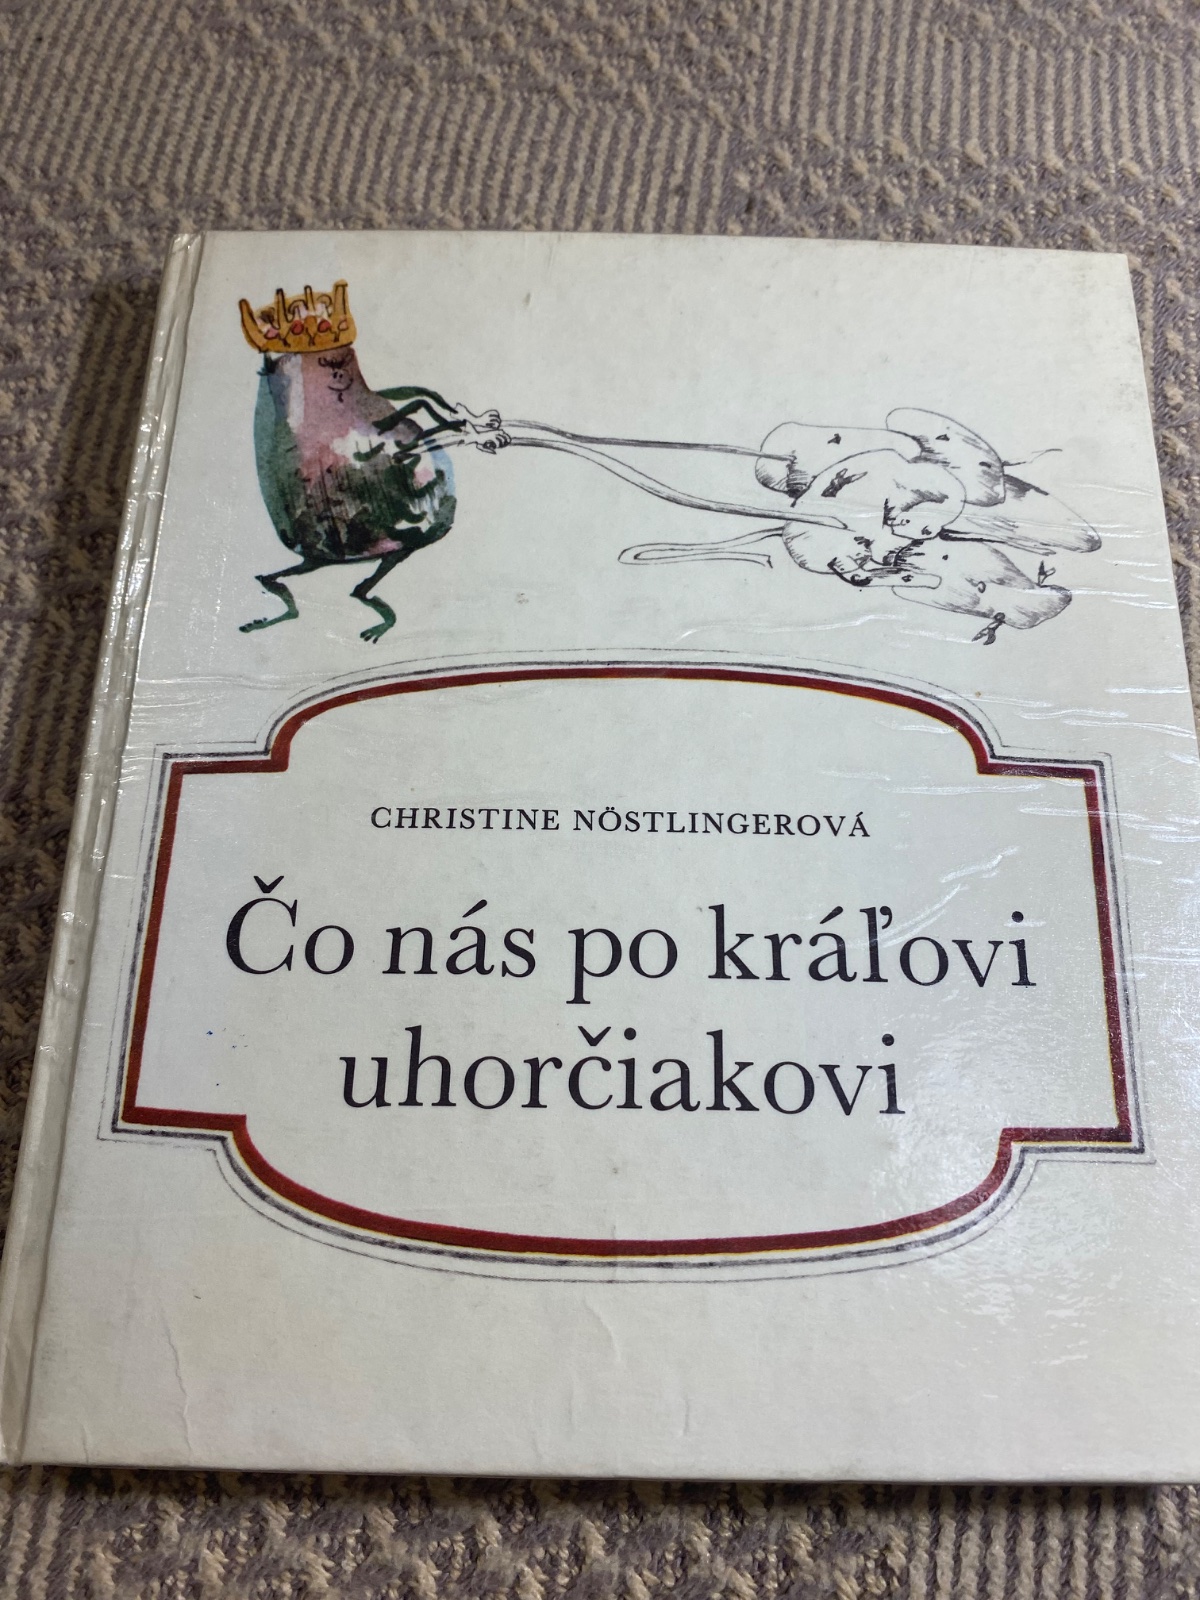 CHRISTINE NÖSTLINGEROVÁ
Čo nás po kráľovi
uhorčiakovi